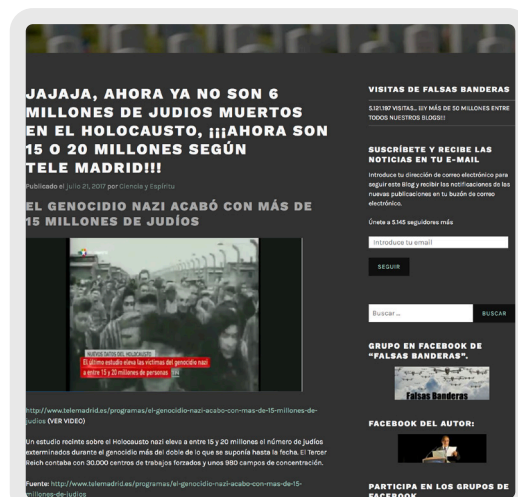 JAJAJA, AHORA YA NO SON 6
MILLONES DE JUDIOS MUERTOS
EN EL HOLOCAUSTO, ¡¡¡AHORA SON
15 O 20 MILLONES SEGÚN
TELE MADRID!!!
Publicado el julio 21, 2017 por Ciencia y Espíritu
EL GENOCIDIO NAZI ACABÓ CON MÁS DE
15 MILLONES DE JUDÍOS
NUEVOS DATOS DEL HOLOCAUSTO
El último estudio eleva las víctimas del genocidio nazi
a entre 15 y 20 millones de personas
http://www.telemadrid.es/programas/el-genocidio-nazi-acabo-con-mas-de-15-millones-de-
judios (VER VIDEO)
Un estudio reciente sobre el Holocausto nazi eleva a entre 15 y 20 millones el número de judíos
exterminados durante el genocidio más del doble de lo que se suponía hasta la fecha. El Tercer
Reich contaba con 30.000 centros de trabajos forzados y unos 980 campos de concentración.
Fuente: http://www.telemadrid.es/programas/el-genocidio-nazi-acabo-con-mas-de-15-
millones-de-judios
VISITAS DE FALSAS BANDERAS
5.121.197 VISITAS... ¡¡¡Y MÁS DE 50 MILLONES ENTRE
TODOS NUESTROS BLOGS!!!
SUSCRÍBETE Y RECIBE LAS
NOTICIAS EN TU E-MAIL
Introduce tu dirección de correo electrónico para
seguir este Blog y recibir las notificaciones de las
nuevas publicaciones en tu buzón de correo
electrónico.
Únete a 5.145 seguidores más
Introduce tu email
SEGUIR
Buscar ...
BUSCAR
GRUPO EN FACEBOOK DE
"FALSAS BANDERAS".
Falsas Banderas
FACEBOOK DEL AUTOR:
PARTICIPA EN LOS GRUPOS DE
FACEBOOK